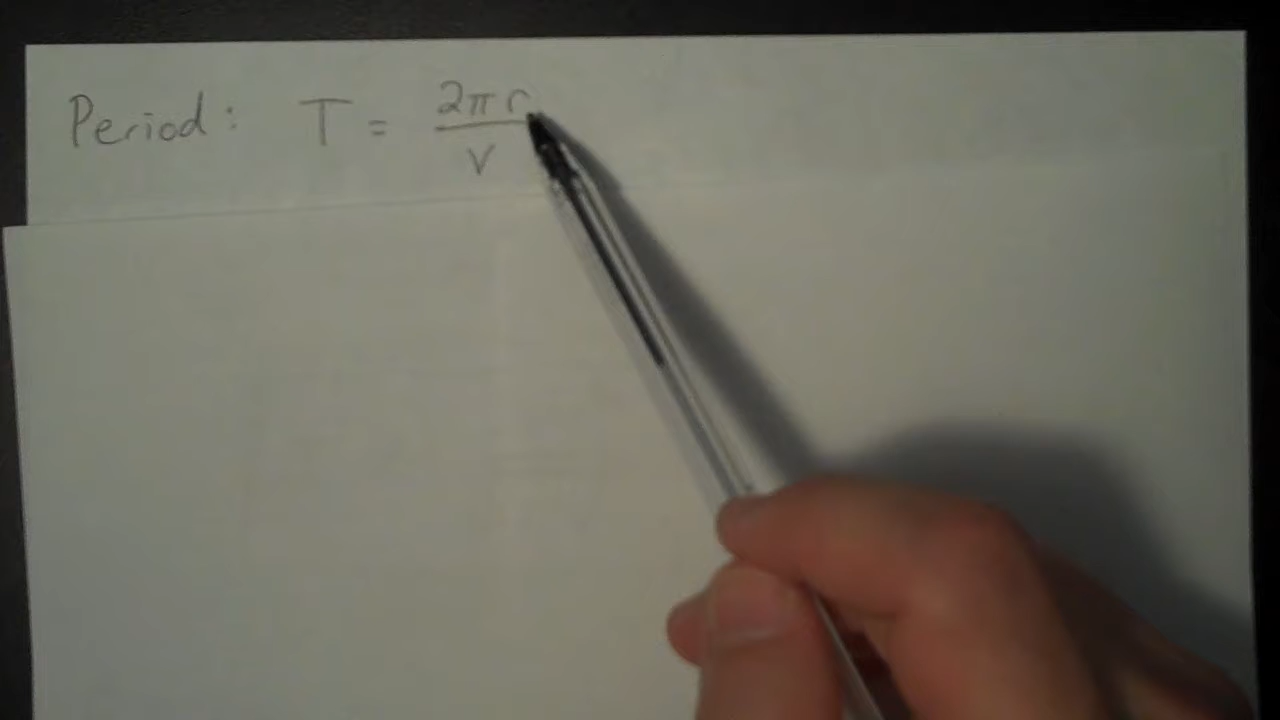 Period: T = 2πr / v